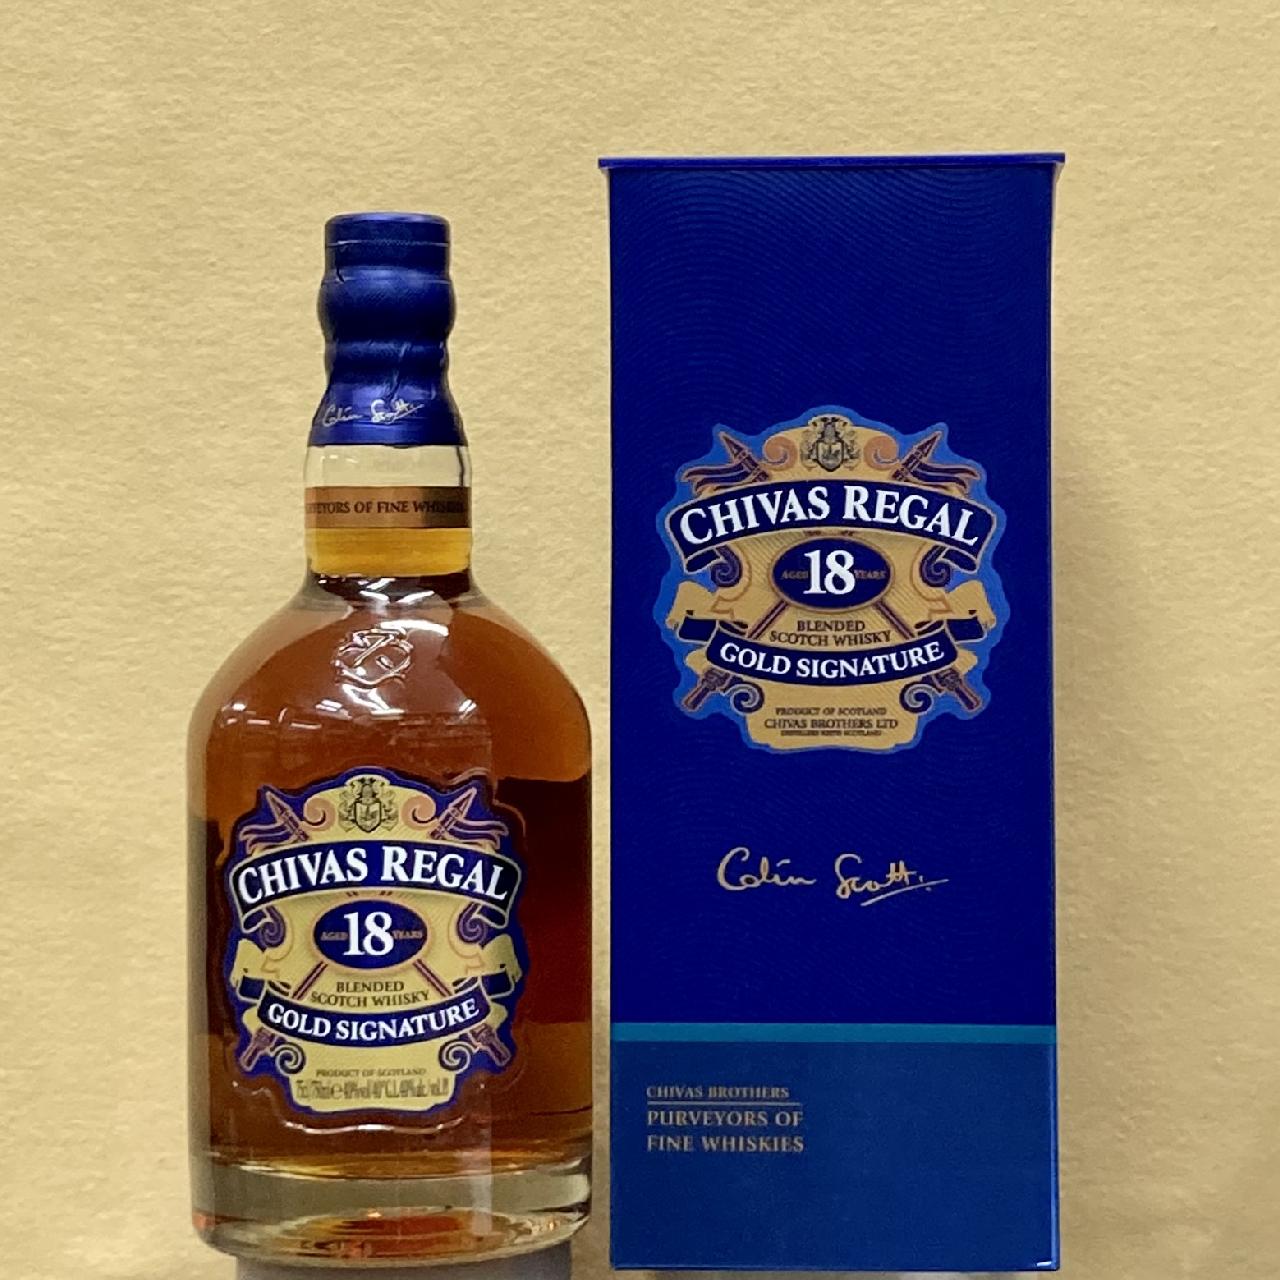 Colin Scott.
PURVEYORS OF FINE
CHIVAS REGAL
AGED 18 YEARS
BLENDED
SCOTCH WHISKY
GOLD SIGNATURE
PRODUCT OF SCOTLAND
CHIVAS REGAL
AGED 18 YEARS
BLENDED
SCOTCH WHISKY
GOLD SIGNATURE
PRODUCT OF SCOTLAND
CHIVAS BROTHERS LTD
Colin Scott.
CHIVAS BROTHERS
PURVEYORS OF
FINE WHISKIES